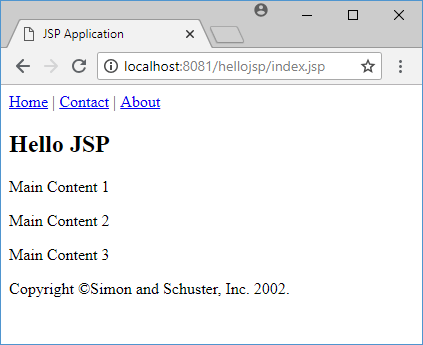 JSP Application
localhost:8081/hellojsp/index.jsp
Home | Contact | About
Hello JSP
Main Content 1
Main Content 2
Main Content 3
Copyright ©Simon and Schuster, Inc. 2002.